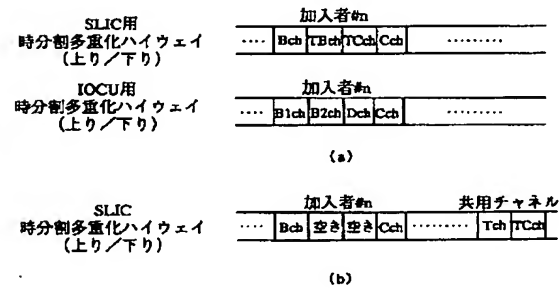 加入者#n
SLIC用
時分割多重化ハイウェイ
(上り/下り)
···· Bch TBch TCch Cch ·········
加入者#n
IOCU用
時分割多重化ハイウェイ
(上り/下り)
···· B1ch B2ch Dch Cch ·········
(a)
加入者#n 共用チャネル
SLIC
時分割多重化ハイウェイ
(上り/下り)
···· Bch 空き 空き Cch ········· Tch TCch
(b)